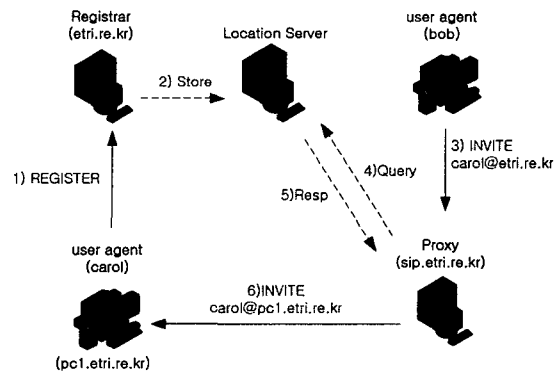 Registrar
(etri.re.kr)
Location Server
user agent
(bob)
2) Store
3) INVITE
carol@etri.re.kr
4)Query
5)Resp
1) REGISTER
user agent
(carol)
Proxy
(sip.etri.re.kr)
6)INVITE
carol@pc1.etri.re.kr
(pc1.etri.re.kr)